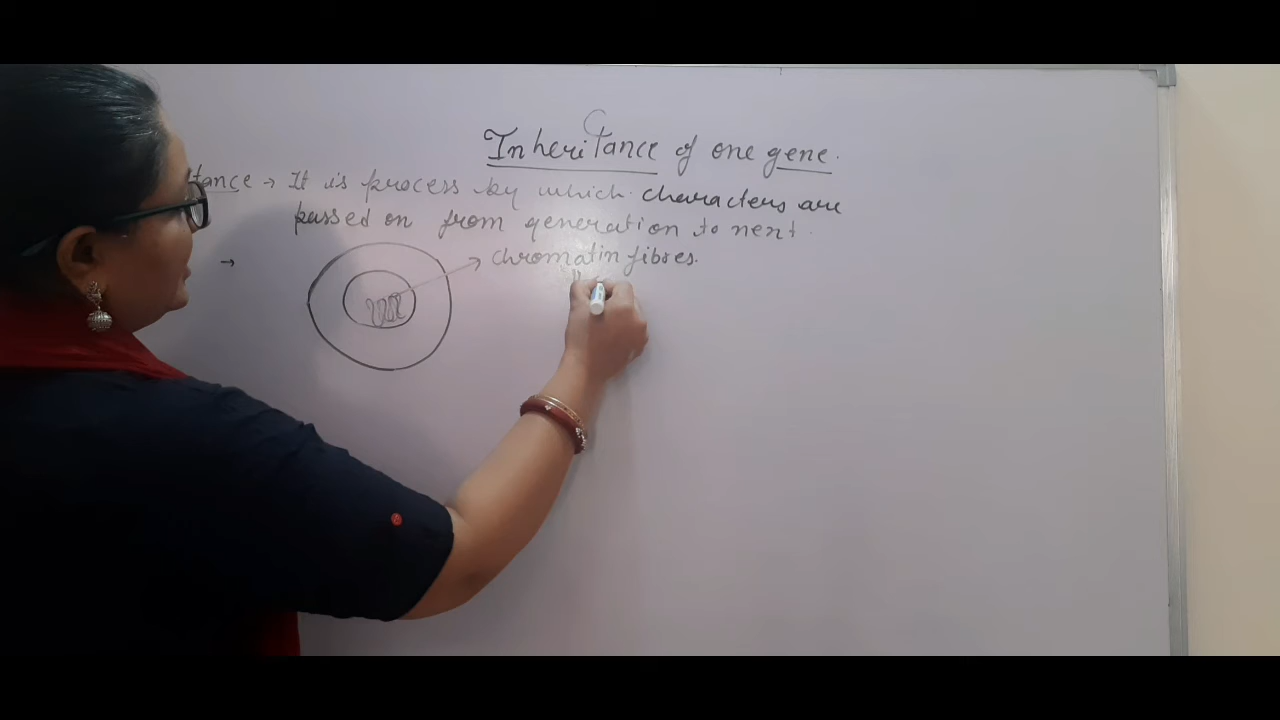 Inheritance of one gene.
tance → It is process by which characters are
passed on from generation to next.
→ chromatin fibres.